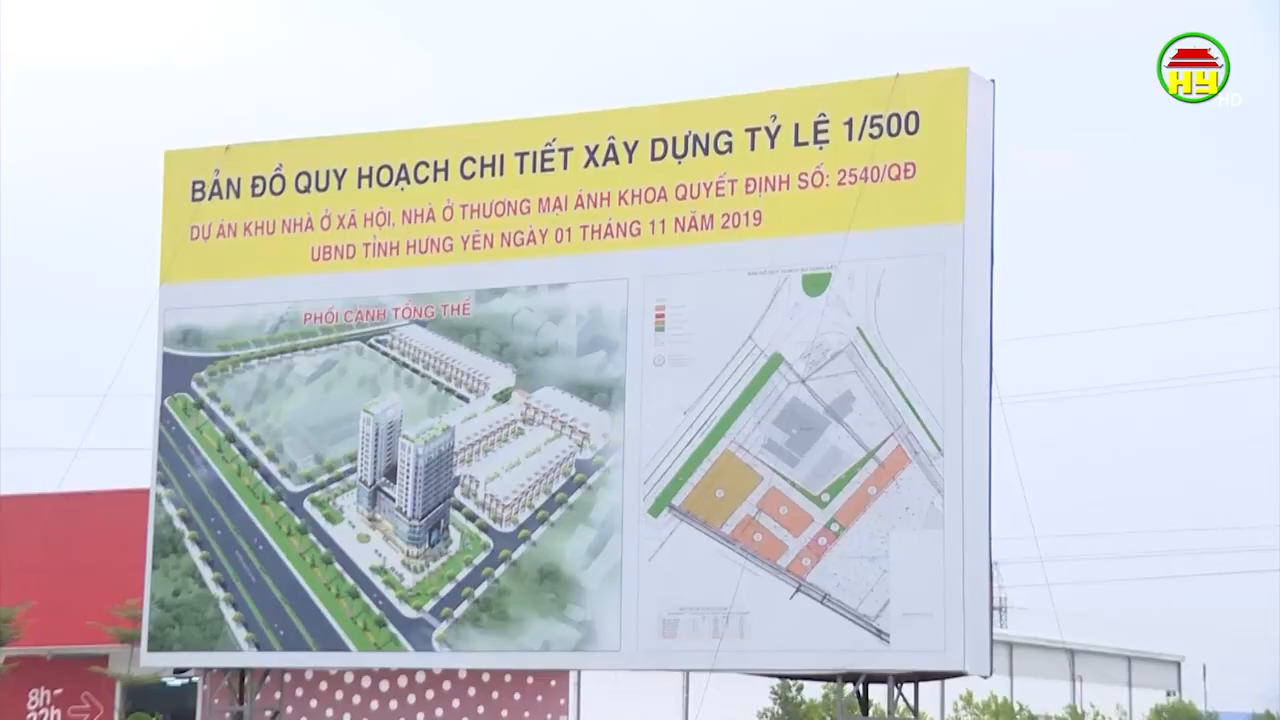 HY
HD
BẢN ĐỒ QUY HOẠCH CHI TIẾT XÂY DỰNG TỶ LỆ 1/500
DỰ ÁN KHU NHÀ Ở XÃ HỘI, NHÀ Ở THƯƠNG MẠI ÁNH KHOA QUYẾT ĐỊNH SỐ: 2540/QĐ
UBND TỈNH HƯNG YÊN NGÀY 01 THÁNG 11 NĂM 2019
PHỐI CẢNH TỔNG THỂ
8h-
22h